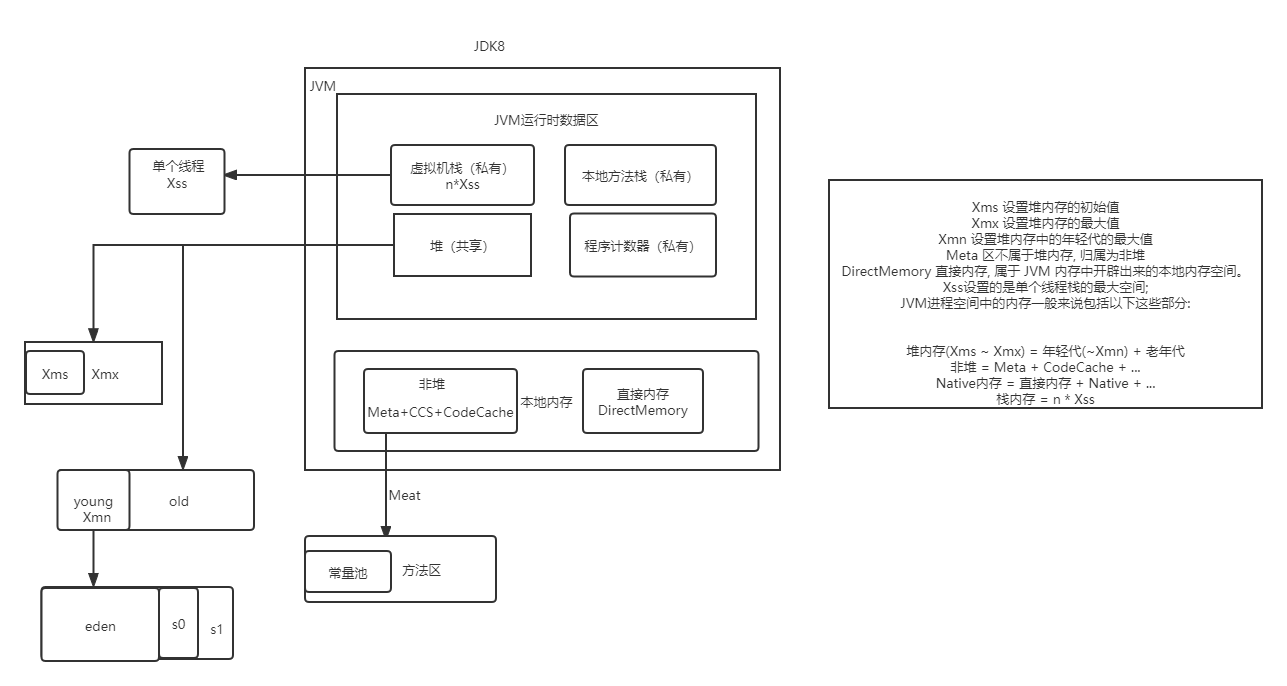 JDK8
JVM
JVM运行时数据区
单个线程
Xss
虚拟机栈（私有）
n*Xss
本地方法栈（私有）
堆（共享）
程序计数器（私有）
Xms
Xmx
非堆
Meta+CCS+CodeCache
本地内存
直接内存
DirectMemory
young
Xmn
old
Meat
常量池
方法区
eden
s0
s1
Xms 设置堆内存的初始值
Xmx 设置堆内存的最大值
Xmn 设置堆内存中的年轻代的最大值
Meta 区不属于堆内存, 归属为非堆
DirectMemory 直接内存, 属于 JVM 内存中开辟出来的本地内存空间。
Xss设置的是单个线程栈的最大空间;
JVM进程空间中的内存一般来说包括以下这些部分:
堆内存(Xms ~ Xmx) = 年轻代(~Xmn) + 老年代
非堆 = Meta + CodeCache + ...
Native内存 = 直接内存 + Native + ...
栈内存 = n * Xss